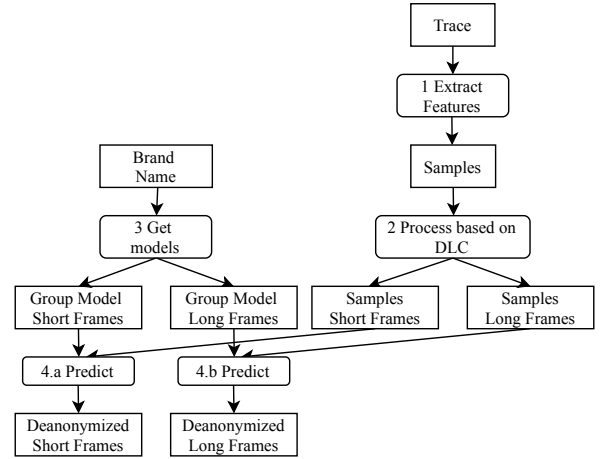 Trace
1 Extract
Features
Brand
Name
Samples
3 Get
models
2 Process based on
DLC
Group Model
Short Frames
Group Model
Long Frames
Samples
Short Frames
Samples
Long Frames
4.a Predict
4.b Predict
Deanonymized
Short Frames
Deanonymized
Long Frames